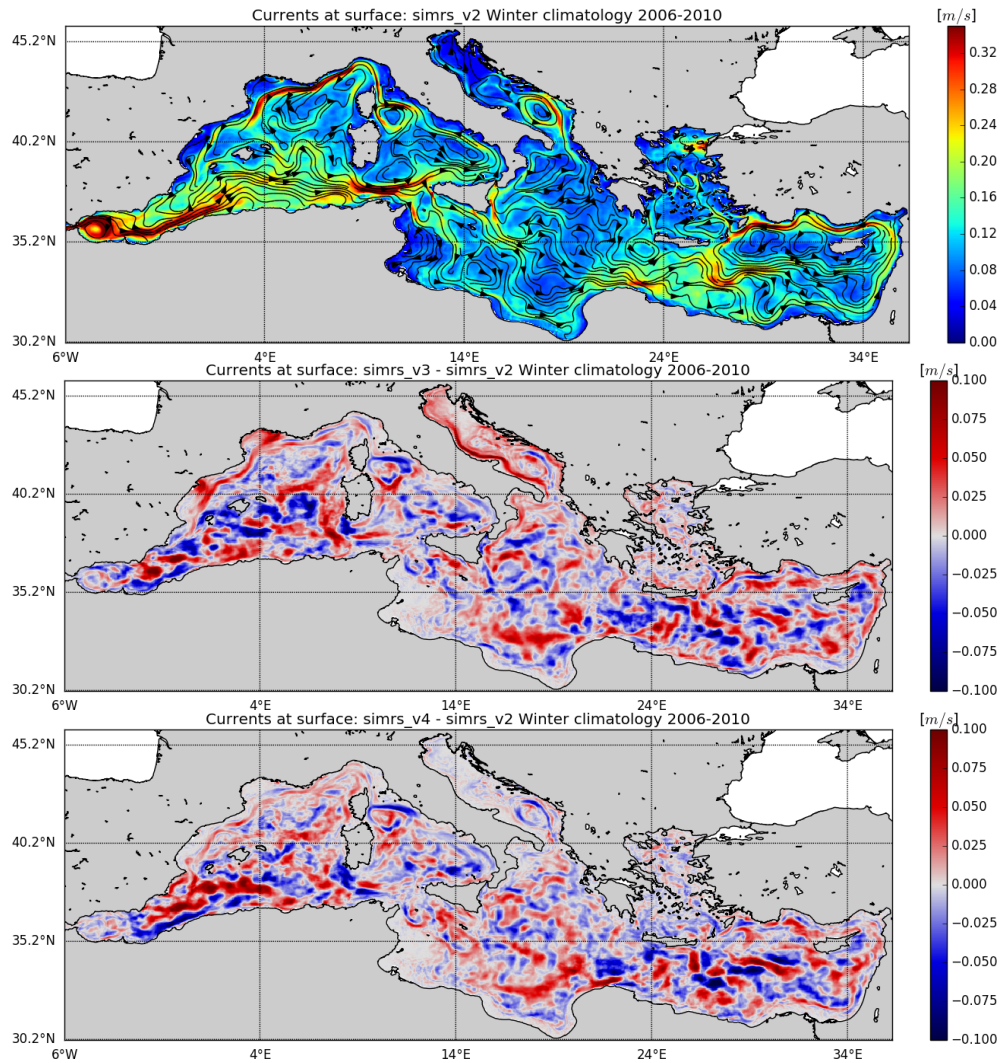 Currents at surface: simrs_v2 Winter climatology 2006-2010
[m/s]
45.2°N
40.2°N
35.2°N
30.2°N
6°W
4°E
14°E
24°E
34°E
0.32
0.28
0.24
0.20
0.16
0.12
0.08
0.04
0.00
Currents at surface: simrs_v3 - simrs_v2 Winter climatology 2006-2010
[m/s]
45.2°N
40.2°N
35.2°N
30.2°N
6°W
4°E
14°E
24°E
34°E
0.100
0.075
0.050
0.025
0.000
−0.025
−0.050
−0.075
−0.100
Currents at surface: simrs_v4 - simrs_v2 Winter climatology 2006-2010
[m/s]
45.2°N
40.2°N
35.2°N
30.2°N
6°W
4°E
14°E
24°E
34°E
0.100
0.075
0.050
0.025
0.000
−0.025
−0.050
−0.075
−0.100